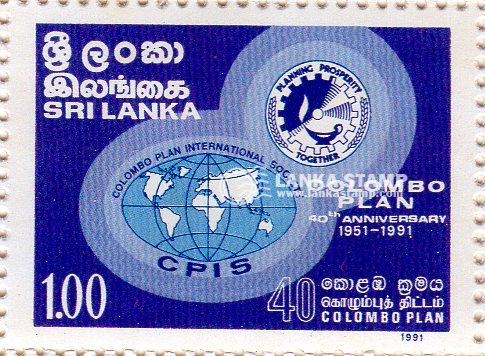 ශ්‍රී ලංකා
இலங்கை
SRI LANKA
PLANNING PROSPERITY
TOGETHER
COLOMBO PLAN INTERNATIONAL SOC
CPIS
LANKA STAMP
www.lankastamp.com
COLOMBO
PLAN
40th ANNIVERSARY
1951-1991
1.00
40
කොළඹ ක්‍රමය
கொழும்புத் திட்டம்
COLOMBO PLAN
1991